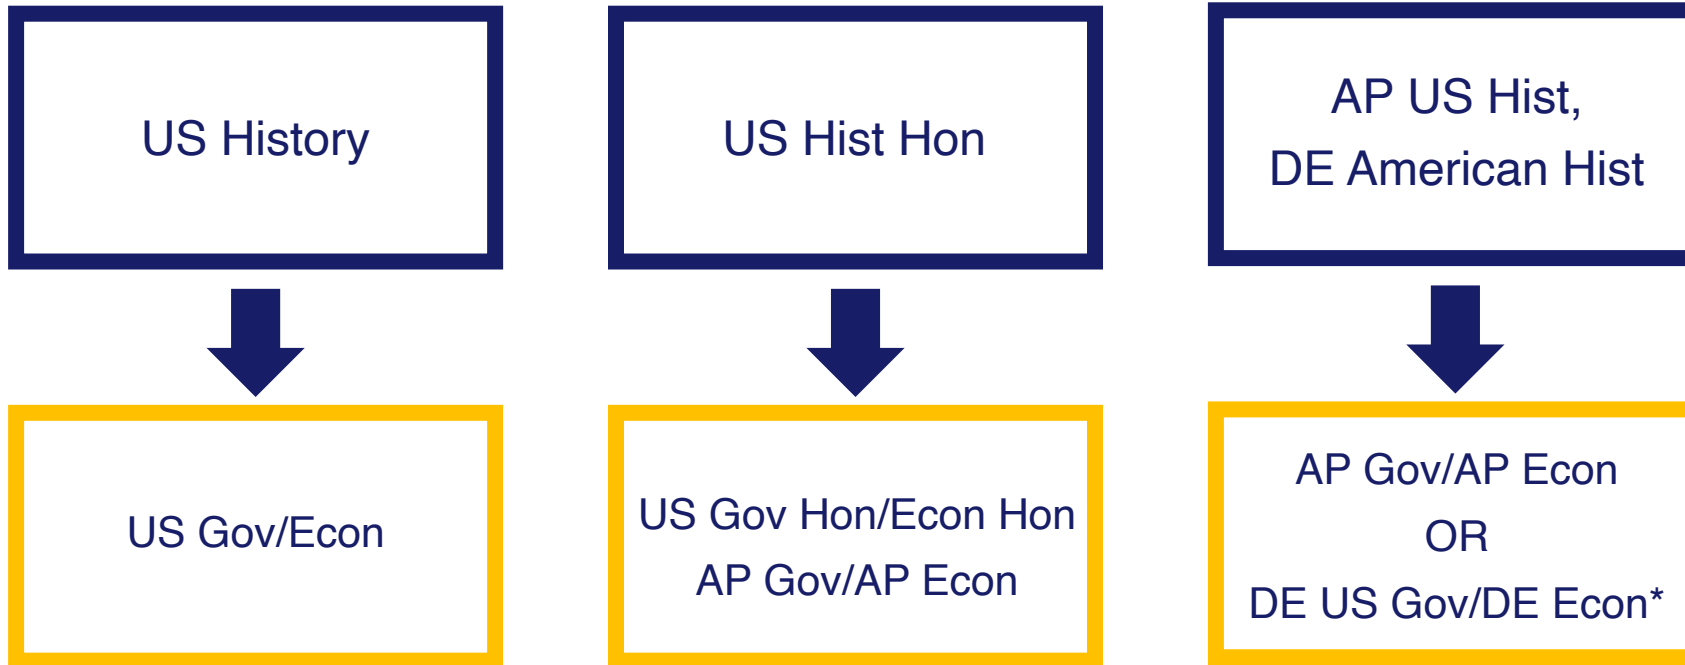 US History
US Hist Hon
AP US Hist,
DE American Hist
US Gov/Econ
US Gov Hon/Econ Hon
AP Gov/AP Econ
AP Gov/AP Econ
OR
DE US Gov/DE Econ*